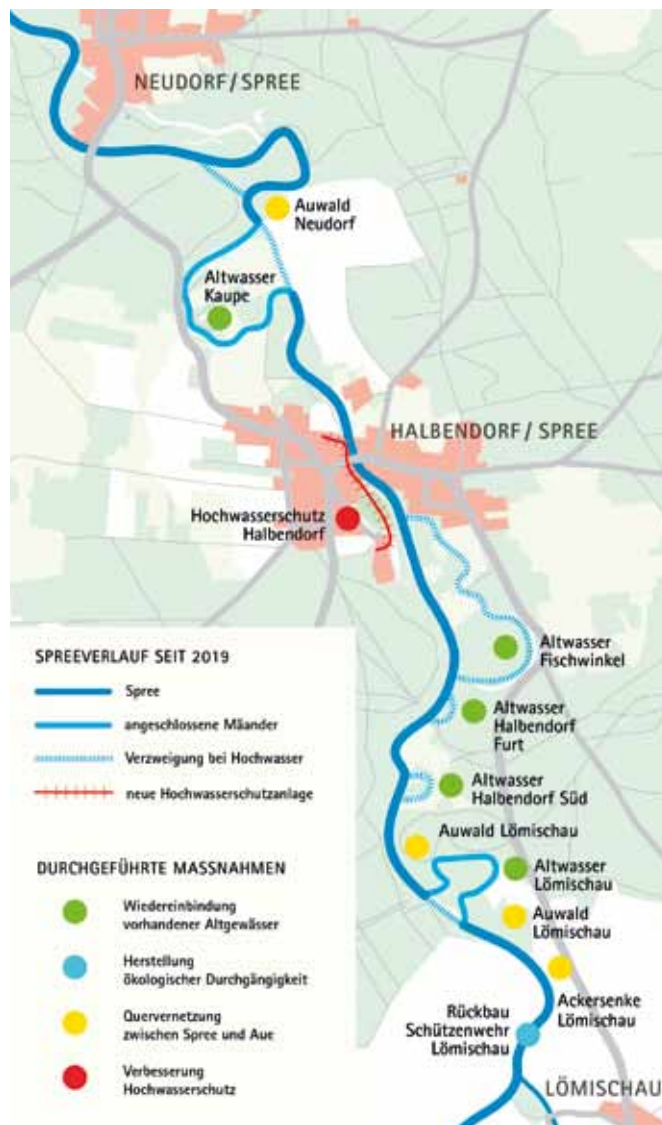 NEUDORF/SPREE
Auwald
Neudorf
Altwasser
Kaupe
HALBENDORF/ SPREE
Hochwasserschutz
Halbendorf
Altwasser
Fischwinkel
Altwasser
Halbendorf
Furt
Altwasser
Halbendorf Süd
Auwald Lömischau
Altwasser
Lömischau
Auwald
Lömischau
Ackersenke
Lömischau
Rückbau
Schützenwehr
Lömischau
LÖMISCHAU
SPREEVERLAUF SEIT 2019
Spree
angeschlossene Mäander
Verzweigung bei Hochwasser
neue Hochwasserschutzanlage
DURCHGEFÜHRTE MASSNAHMEN
Wiedereinbindung
vorhandener Altgewässer
Herstellung
ökologischer Durchgängigkeit
Quervernetzung
zwischen Spree und Aue
Verbesserung
Hochwasserschutz